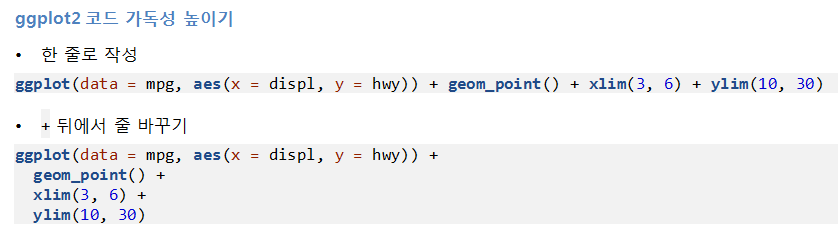 ggplot2 코드 가독성 높이기
• 한 줄로 작성
ggplot(data = mpg, aes(x = displ, y = hwy)) + geom_point() + xlim(3, 6) + ylim(10, 30)
• + 뒤에서 줄 바꾸기
ggplot(data = mpg, aes(x = displ, y = hwy)) +
  geom_point() +
  xlim(3, 6) +
  ylim(10, 30)